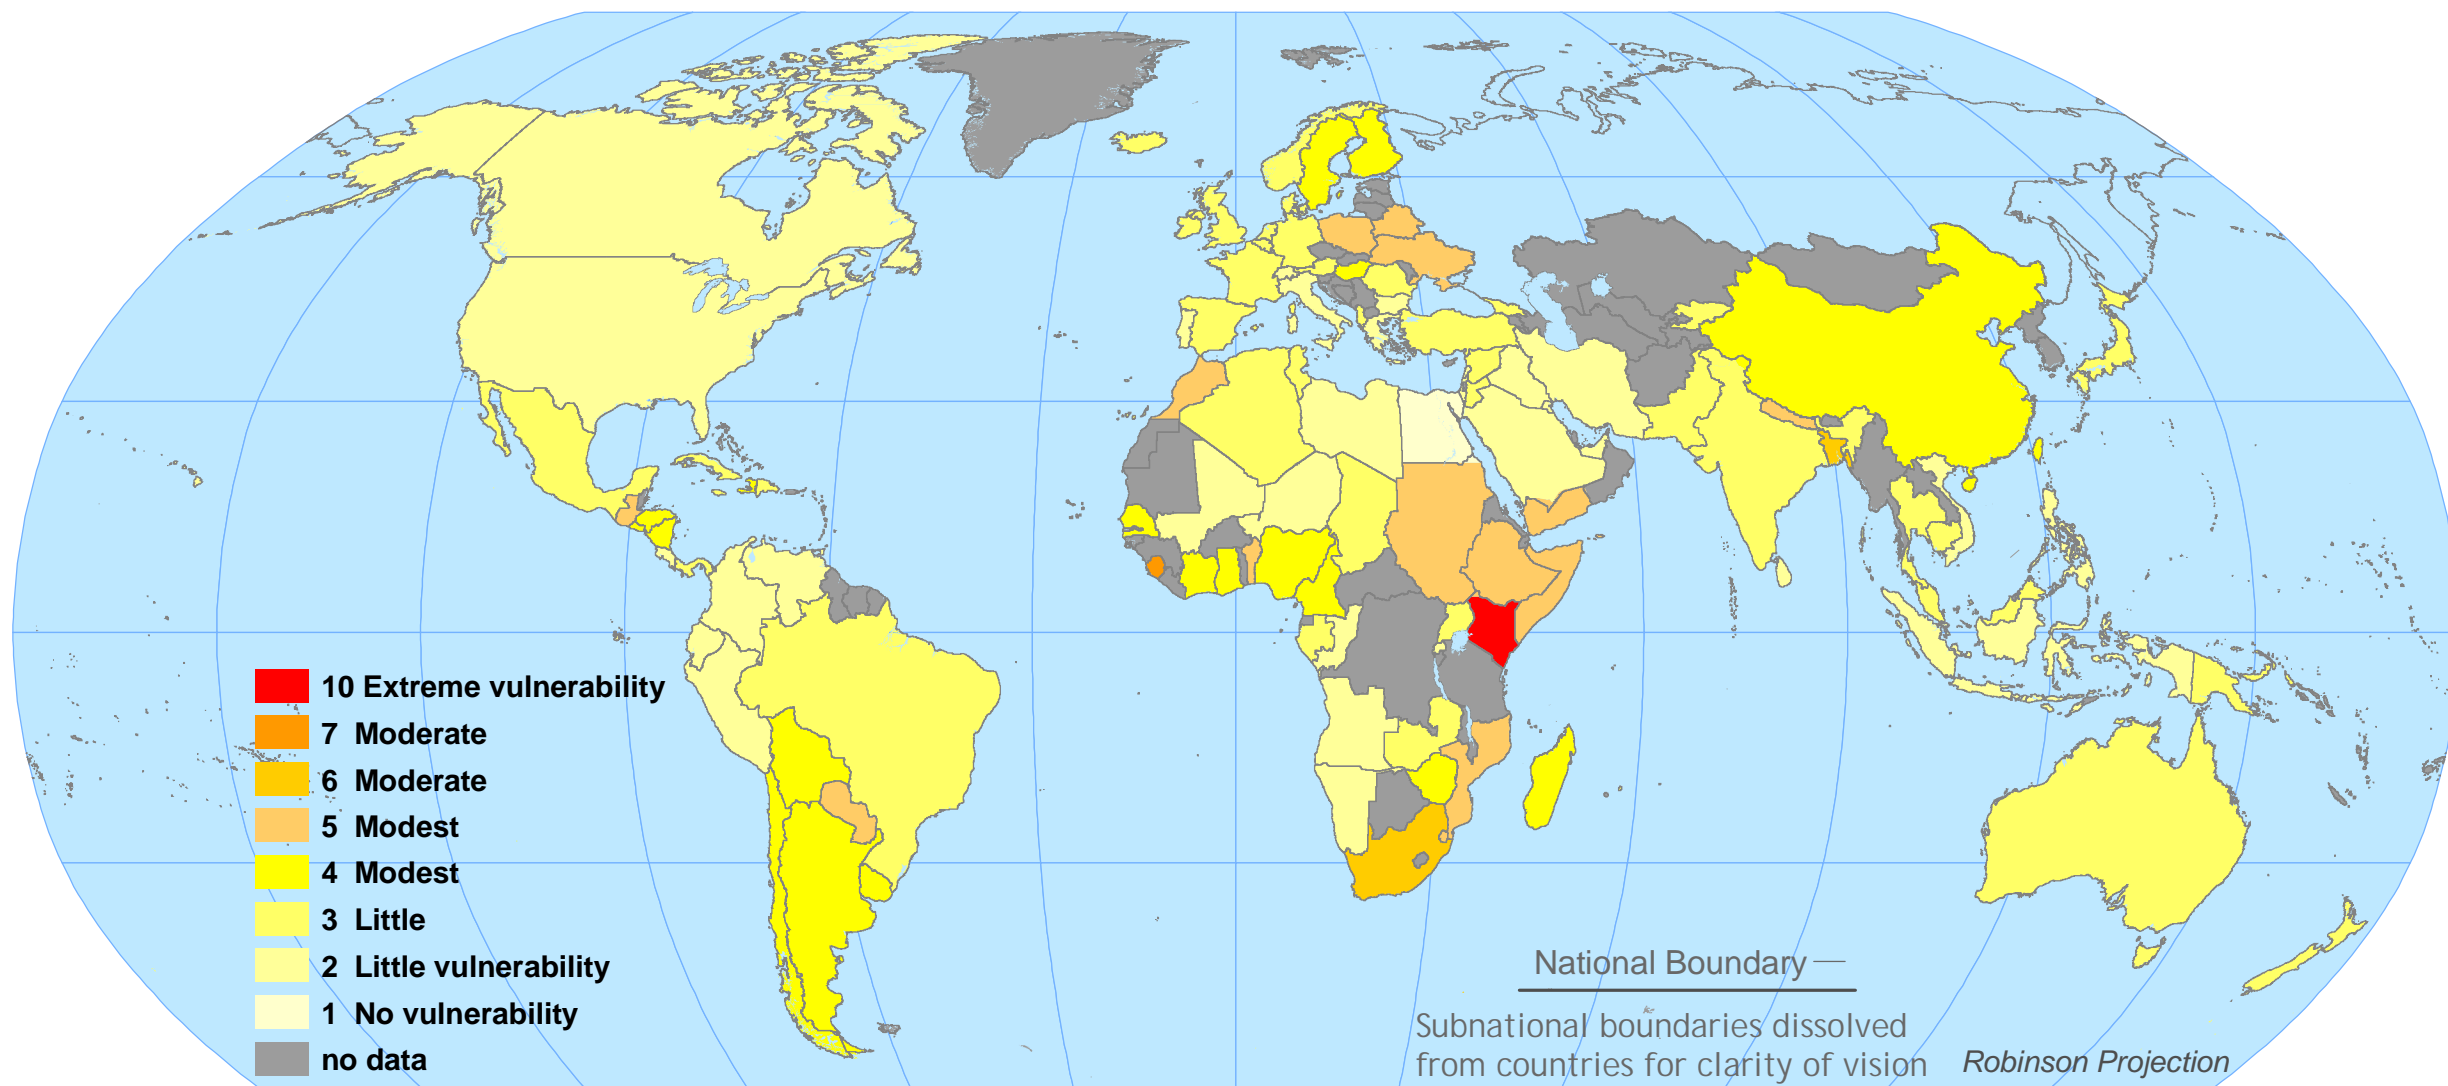 10 Extreme vulnerability
7 Moderate
6 Moderate
5 Modest
4 Modest
3 Little
2 Little vulnerability
1 No vulnerability
no data
National Boundary
Subnational boundaries dissolved
from countries for clarity of vision
Robinson Projection